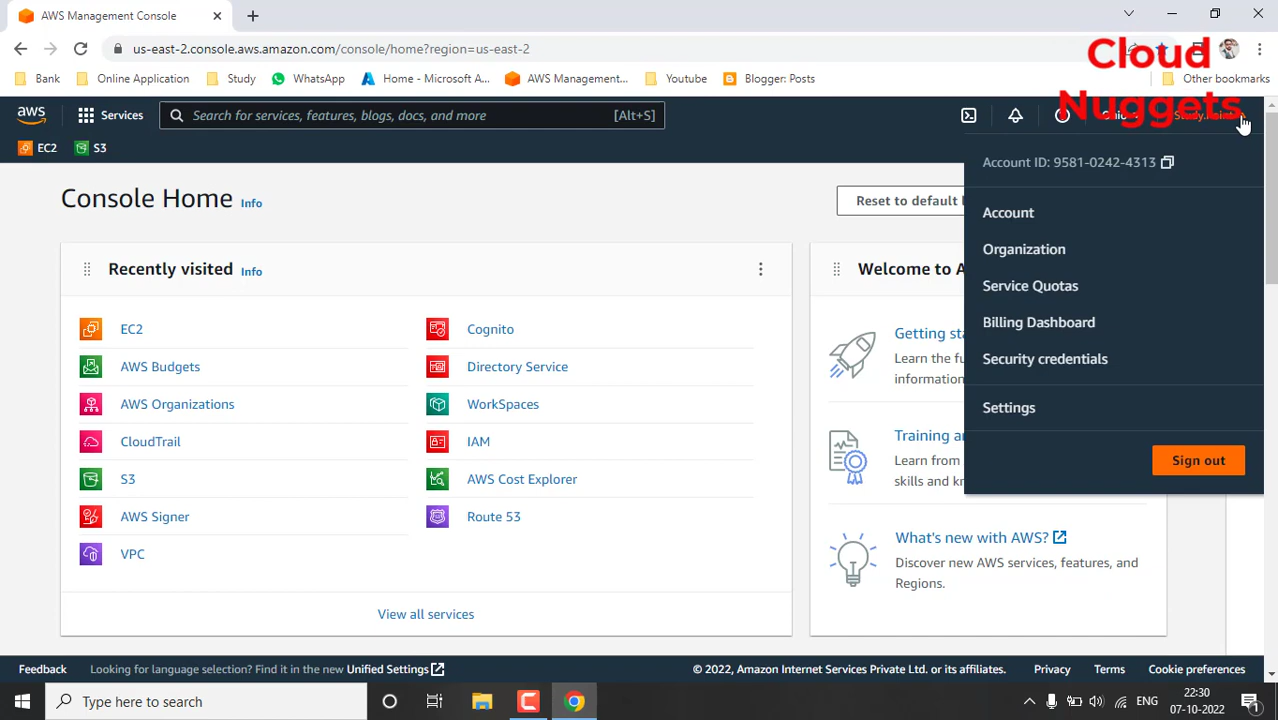 AWS Management Console
us-east-2.console.aws.amazon.com/console/home?region=us-east-2
Bank
Online Application
Study
WhatsApp
Home - Microsoft A...
AWS Management...
Youtube
Blogger: Posts
Other bookmarks
Cloud
Nuggets
aws
Services
Search for services, features, blogs, docs, and more
[Alt+S]
EC2
S3
Account ID: 9581-0242-4313
Account
Organization
Service Quotas
Billing Dashboard
Security credentials
Settings
Sign out
Console Home
Info
Reset to default
Recently visited
Info
EC2
AWS Budgets
AWS Organizations
CloudTrail
S3
AWS Signer
VPC
Cognito
Directory Service
WorkSpaces
IAM
AWS Cost Explorer
Route 53
View all services
Welcome to
Getting
Learn the
information
Training
Learn from
skills and
What's new with AWS?
Discover new AWS services, features, and
Regions.
Feedback
Looking for language selection? Find it in the new Unified Settings
© 2022, Amazon Internet Services Private Ltd. or its affiliates.
Privacy
Terms
Cookie preferences
Type here to search
ENG
22:30
07-10-2022
1